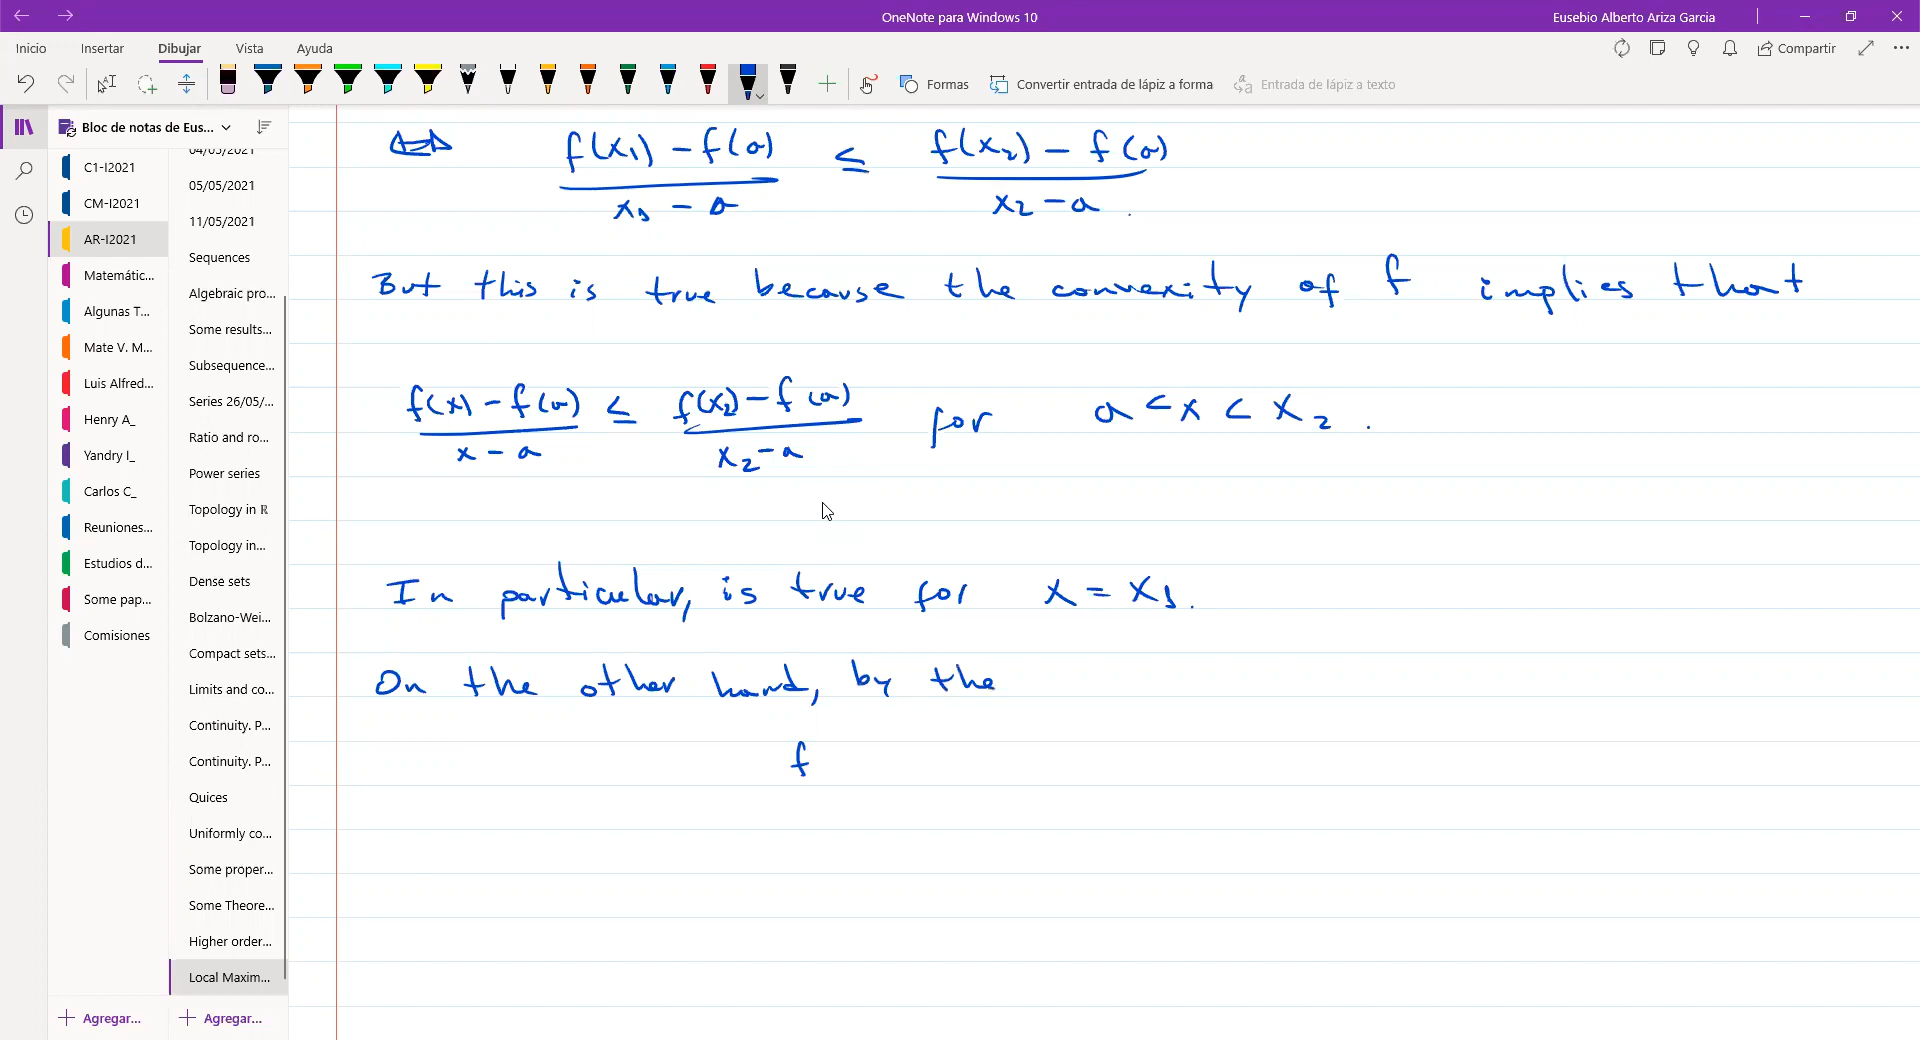 OneNote para Windows 10
Eusebio Alberto Ariza Garcia
Inicio Insertar Dibujar Vista Ayuda
Compartir
Formas Convertir entrada de lápiz a forma Entrada de lápiz a texto
Bloc de notas de Eus...
C1-I2021
CM-I2021
AR-I2021
Matemátic...
Algunas T...
Mate V. M...
Luis Alfred...
Henry A_
Yandry I_
Carlos C_
Reuniones...
Estudios d...
Some pap...
Comisiones
Agregar...
04/05/2021
05/05/2021
11/05/2021
Sequences
Algebraic pro...
Some results...
Subsequence...
Series 26/05/...
Ratio and ro...
Power series
Topology in ℝ
Topology in...
Dense sets
Bolzano-Wei...
Compact sets...
Limits and co...
Continuity. P...
Continuity. P...
Quices
Uniformly co...
Some proper...
Some Theore...
Higher order...
Local Maxim...
Agregar...
⟺ f(x₁) - f(a) / x₁ - a ≤ f(x₂) - f(a) / x₂ - a .
But this is true because the convexity of f implies that
f(x) - f(a) / x - a ≤ f(x₂) - f(a) / x₂ - a for a < x < x₂ .
In particular, is true for x = x₁.
On the other hand, by the
f